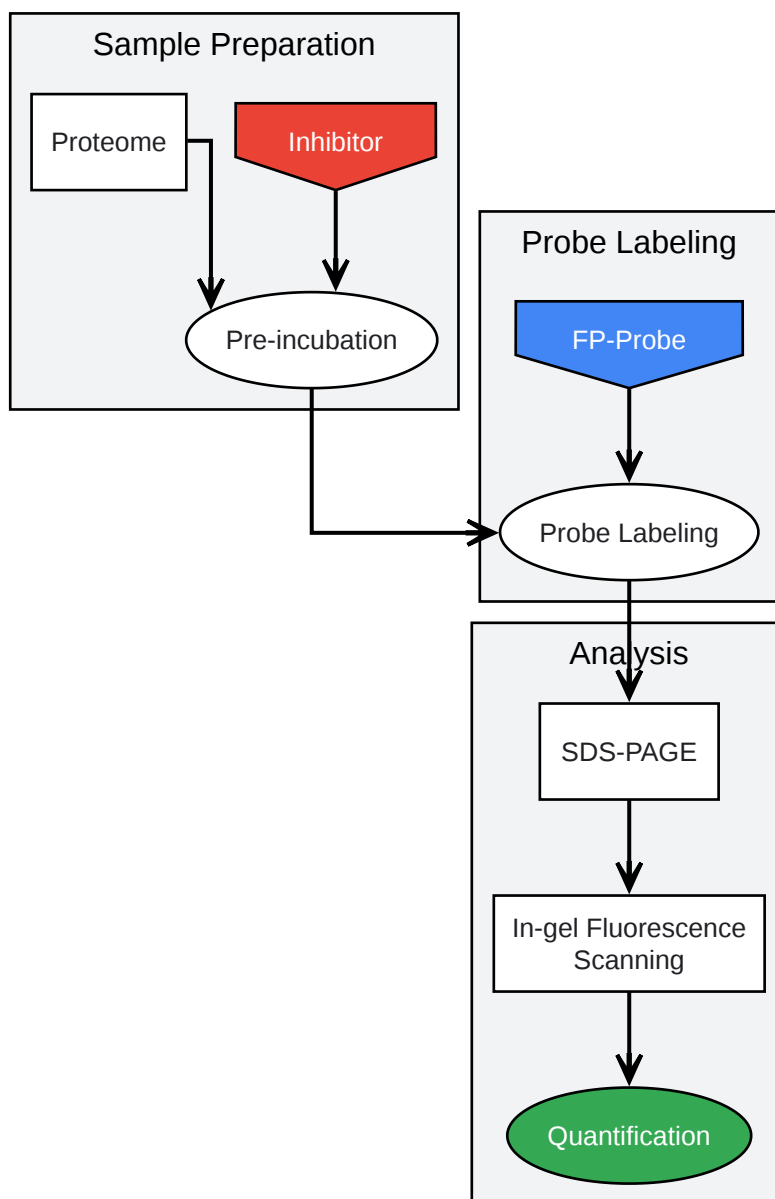 Sample Preparation
Proteome
Inhibitor
Pre-incubation
Probe Labeling
FP-Probe
Probe Labeling
Analysis
SDS-PAGE
In-gel Fluorescence
Scanning
Quantification